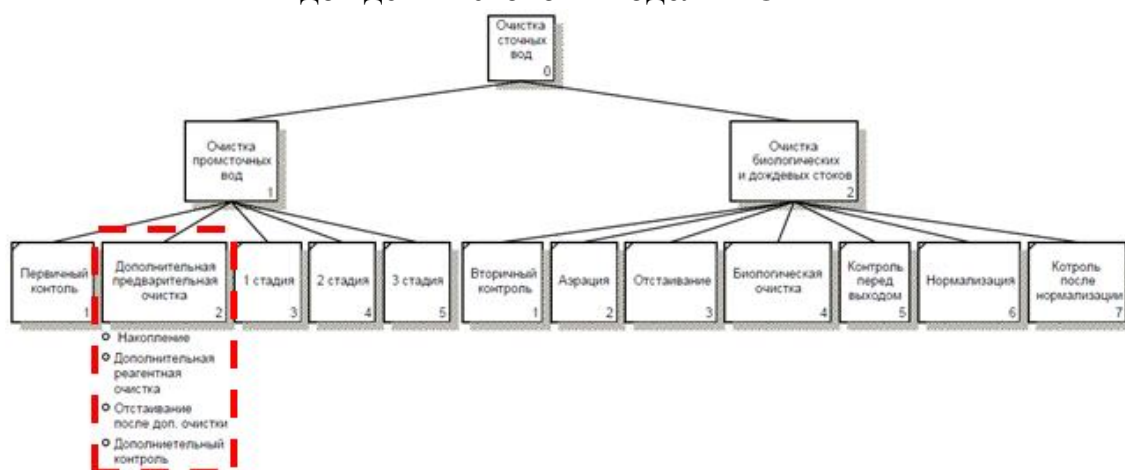 Очистка
сточных
вод
0
Очистка
промсточных
вод
1
Очистка
биологических
и дождевых стоков
2
Первичный
контоль
1
Дополнительная
предварительная
очистка
2
1 стадия
3
2 стадия
4
3 стадия
5
Вторичный
контроль
1
Аэрация
2
Отстаивание
3
Биологическая
очистка
4
Контроль
перед
выходом
5
Нормализация
6
Котроль
после
нормализации
7
Накопление
Дополнительная
реагентная
очистка
Отстаивание
после доп. очистки
Дополниетельный
контроль